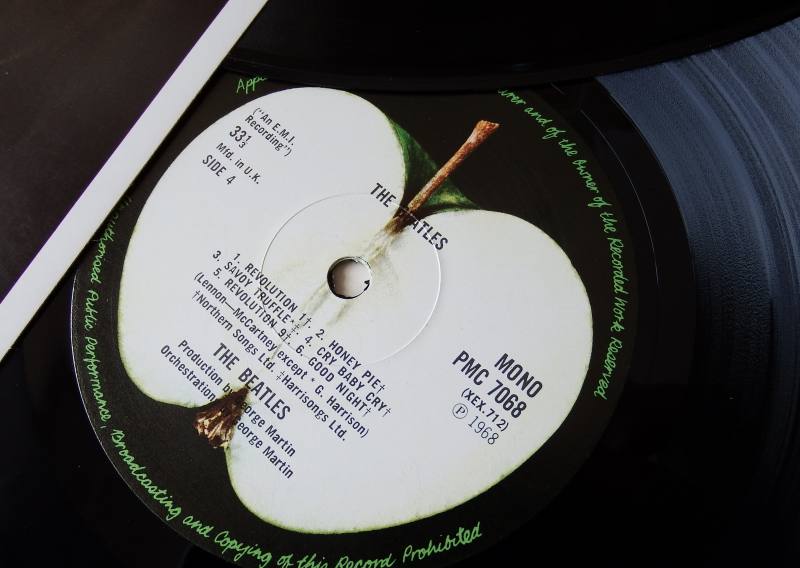 ("An E.M.I.
Recording")
33⅓
Mfd. in U.K.
SIDE 4
THE BEATLES
1. REVOLUTION 1†. 2. HONEY PIE†
3. SAVOY TRUFFLE*‡. 4. CRY BABY CRY†
5. REVOLUTION 9†. 6. GOOD NIGHT†
(Lennon—McCartney except * G. Harrison)
†Northern Songs Ltd. ‡Harrisongs Ltd.
THE BEATLES
Production by George Martin
Orchestration George Martin
MONO
PMC 7068
(XEX.712)
Ⓟ 1968
and of the owner of the Recorded Work Reserved
Public Performance, Broadcasting and Copying of this Record Prohibited